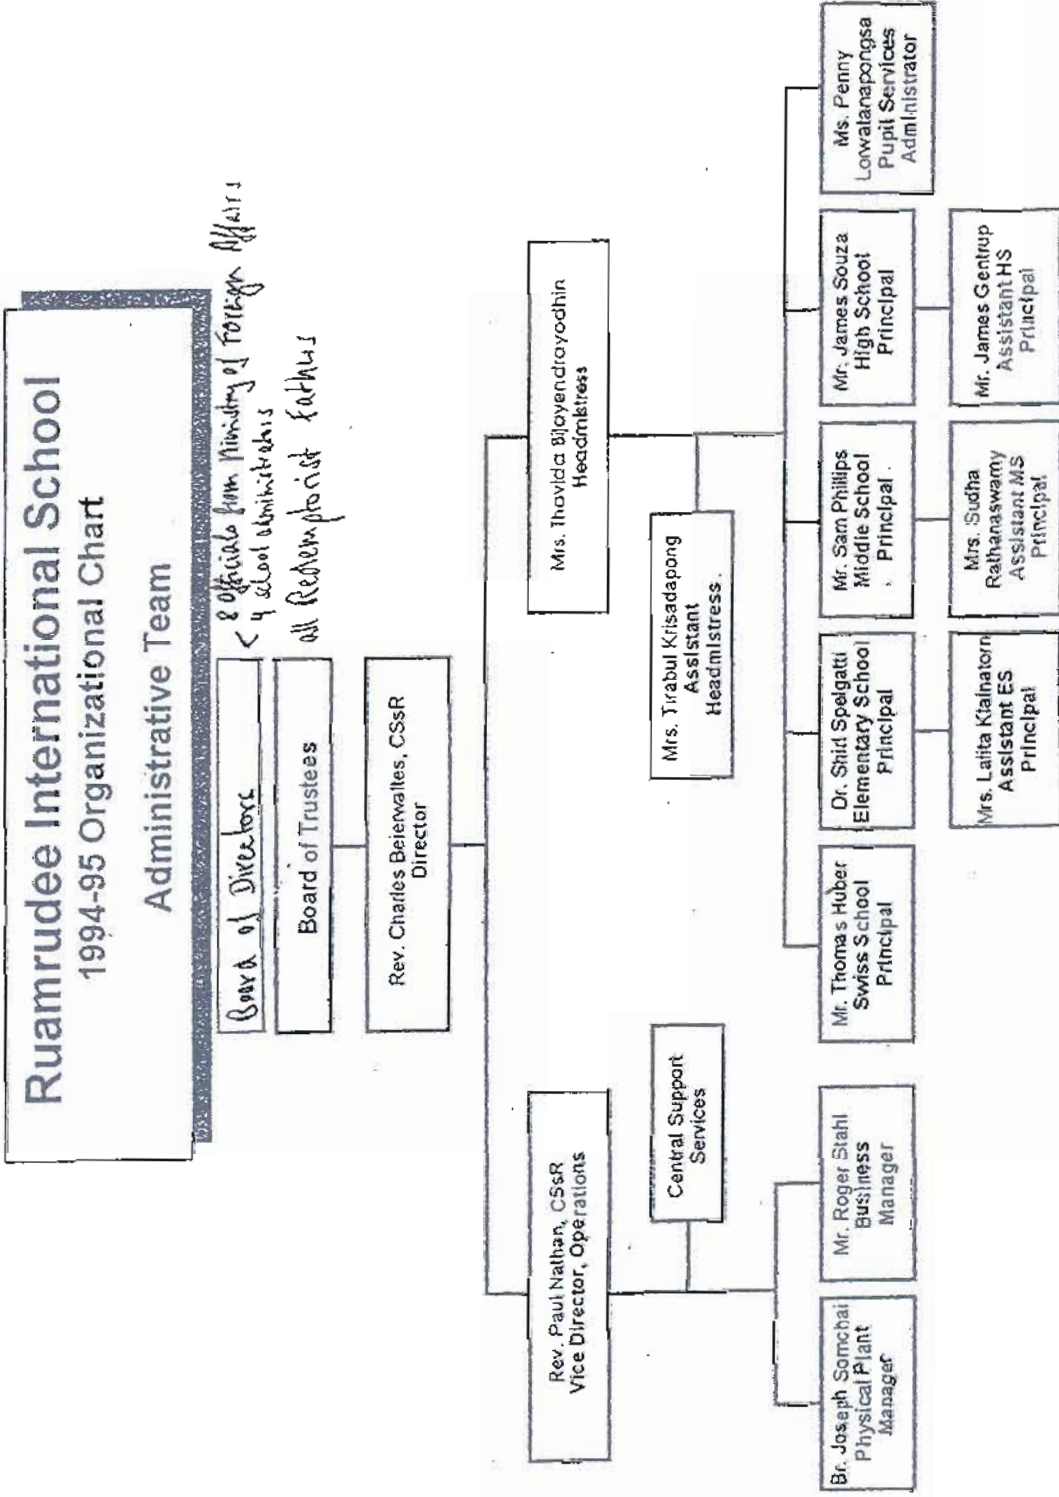 Ruamrudee International School
1994-95 Organizational Chart
Administrative Team
Board of Directors
< 8 Officials from Ministry of Foreign Affairs
4 school administrators
Board of Trustees
all Redemptorist Fathers
Rev. Charles Beierwaltes, CSsR
Director
Rev. Paul Nathan, CSsR
Vice Director, Operations
Mrs. Thavida Bijayendrayodhin
Headmistress
Central Support
Services
Mrs. Tirabul Krisadapong
Assistant
Headmistress
Br. Joseph Somchai
Physical Plant
Manager
Mr. Roger Stahl
Business
Manager
Mr. Thomas Huber
Swiss School
Principal
Dr. Shirl Spelgatti
Elementary School
Principal
Mr. Sam Phillips
Middle School
Principal
Mr. James Souza
High School
Principal
Ms. Penny
Lorwatanapongsa
Pupil Services
Administrator
Mrs. Lalita Ktalnatorn
Assistant ES
Principal
Mrs. Sudha
Rathanaswamy
Assistant MS
Principal
Mr. James Gentrup
Assistant HS
Principal